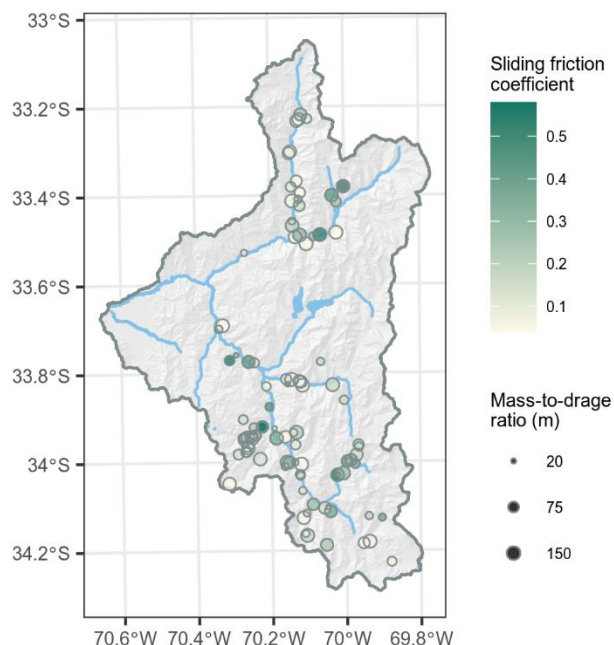 33°S
33.2°S
33.4°S
33.6°S
33.8°S
34°S
34.2°S
70.6°W 70.4°W 70.2°W 70°W 69.8°W
Sliding friction
coefficient
0.5
0.4
0.3
0.2
0.1
Mass-to-drage
ratio (m)
20
75
150